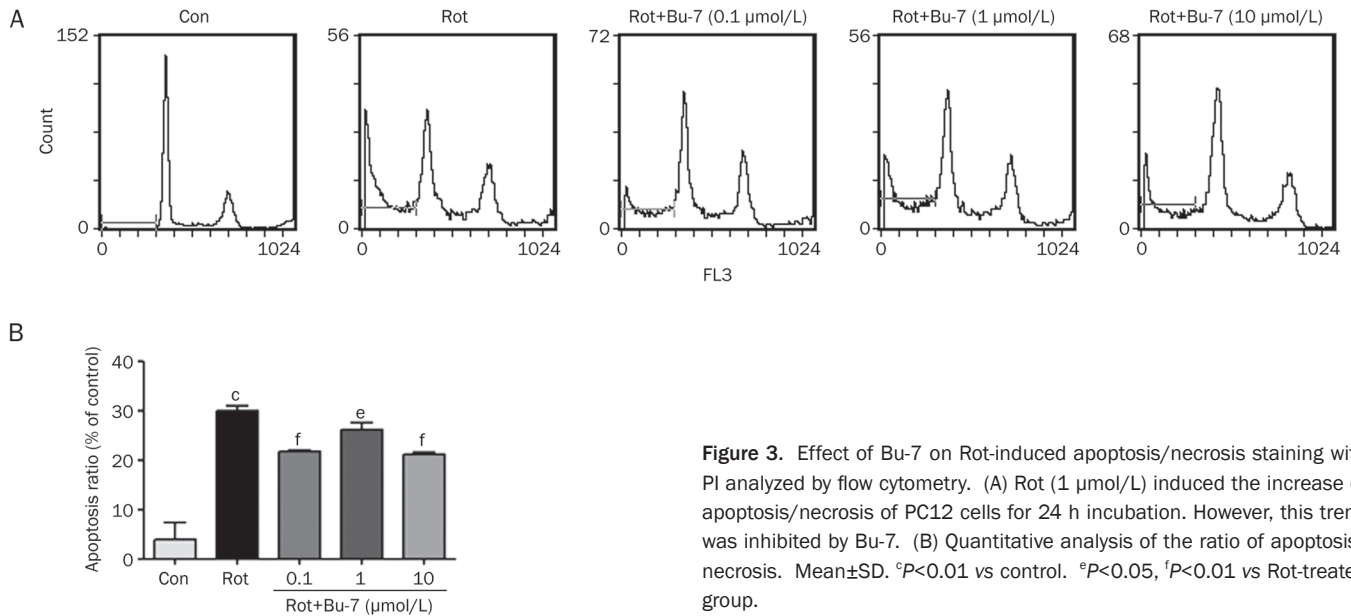 A
Con
Rot
Rot+Bu-7 (0.1 μmol/L)
Rot+Bu-7 (1 μmol/L)
Rot+Bu-7 (10 μmol/L)
152
56
72
56
68
Count
0
0
0
0
0
0 1024
0 1024
0 1024
0 1024
0 1024
FL3
B
Apoptosis ratio (% of control)
40
30
20
10
0
c
f
e
f
Con Rot 0.1 1 10
Rot+Bu-7 (μmol/L)
Figure 3. Effect of Bu-7 on Rot-induced apoptosis/necrosis staining
PI analyzed by flow cytometry. (A) Rot (1 μmol/L) induced the increase
apoptosis/necrosis of PC12 cells for 24 h incubation. However, this
was inhibited by Bu-7. (B) Quantitative analysis of the ratio of
necrosis. Mean±SD. cP<0.01 vs control. eP<0.05, fP<0.01 vs
group.